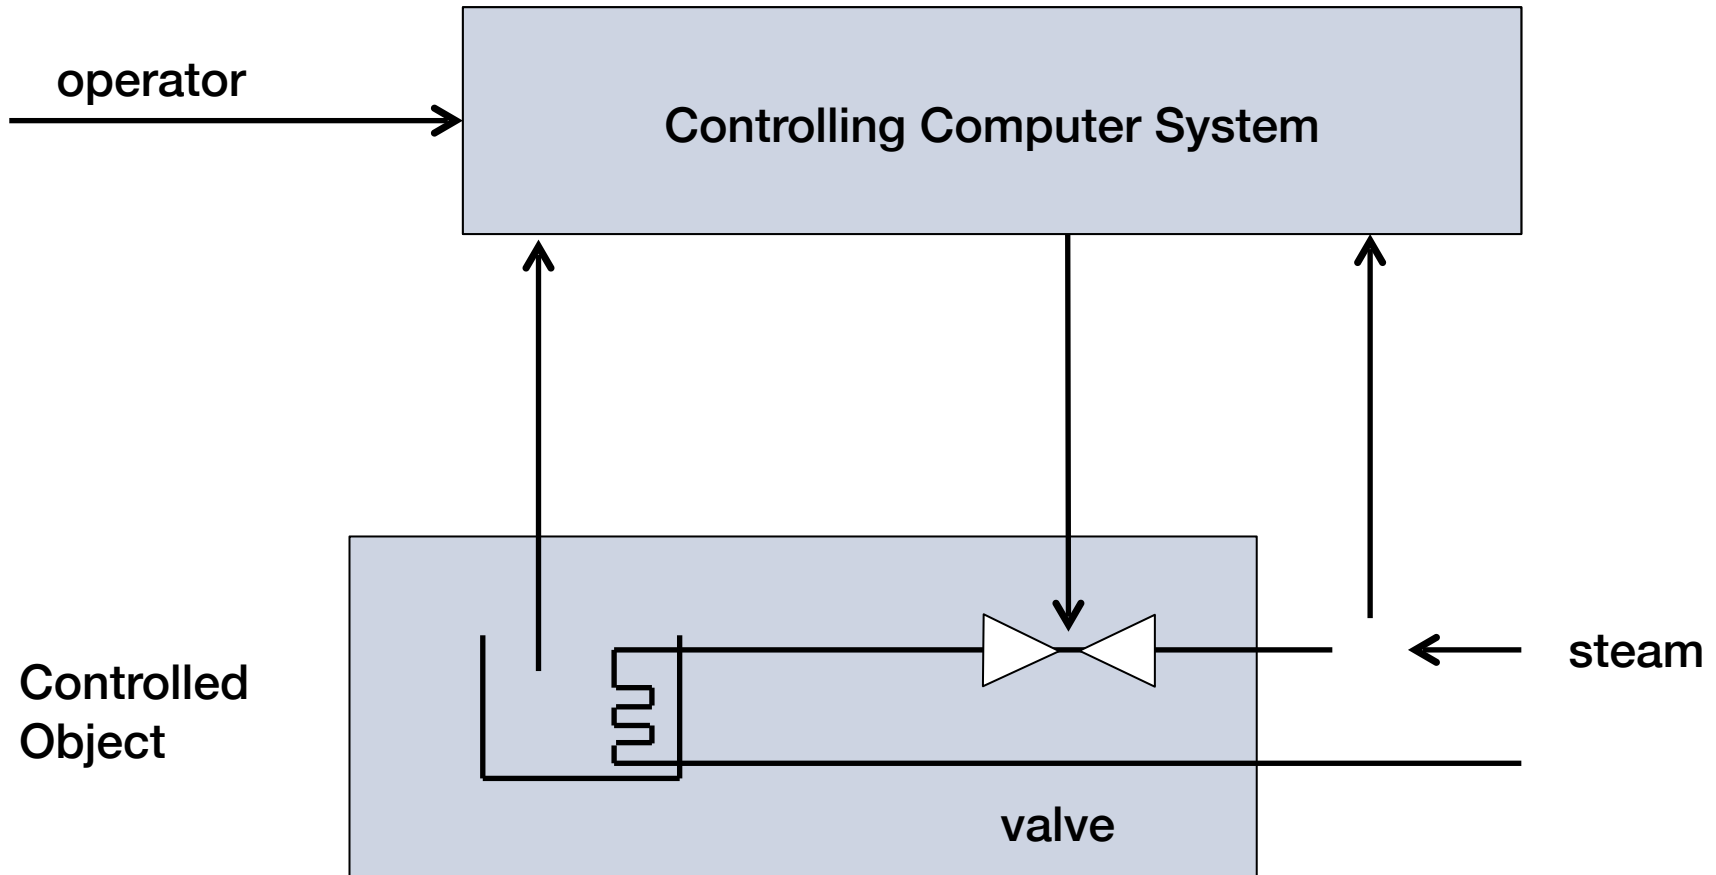 operator
Controlling Computer System
steam
Controlled
Object
valve